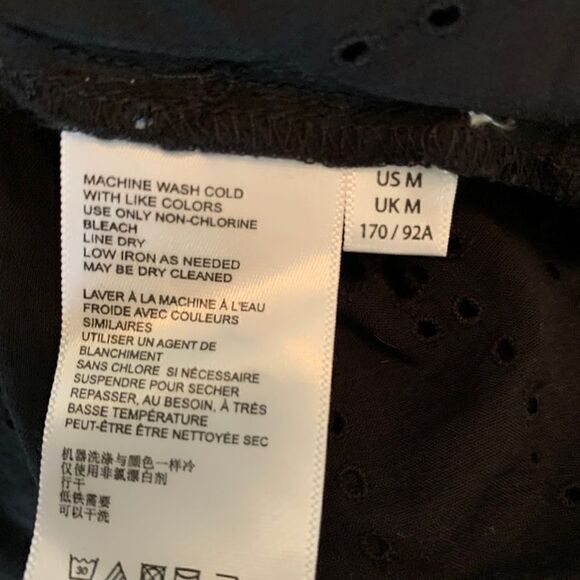 MACHINE WASH COLD
WITH LIKE COLORS
USE ONLY NON-CHLORINE
BLEACH
LINE DRY
LOW IRON AS NEEDED
MAY BE DRY CLEANED
LAVER À LA MACHINE À L'EAU
FROIDE AVEC COULEURS
SIMILAIRES
UTILISER UN AGENT DE
BLANCHIMENT
SANS CHLORE SI NÉCESSAIRE
SUSPENDRE POUR SECHER
REPASSER, AU BESOIN, À TRÈS
BASSE TEMPÉRATURE
PEUT-ÊTRE ÊTRE NETTOYÉE SEC
机器洗涤与颜色一样冷
仅使用非氯漂白剂
行干
低铁需要
可以干洗
30
US M
UK M
170 / 92A